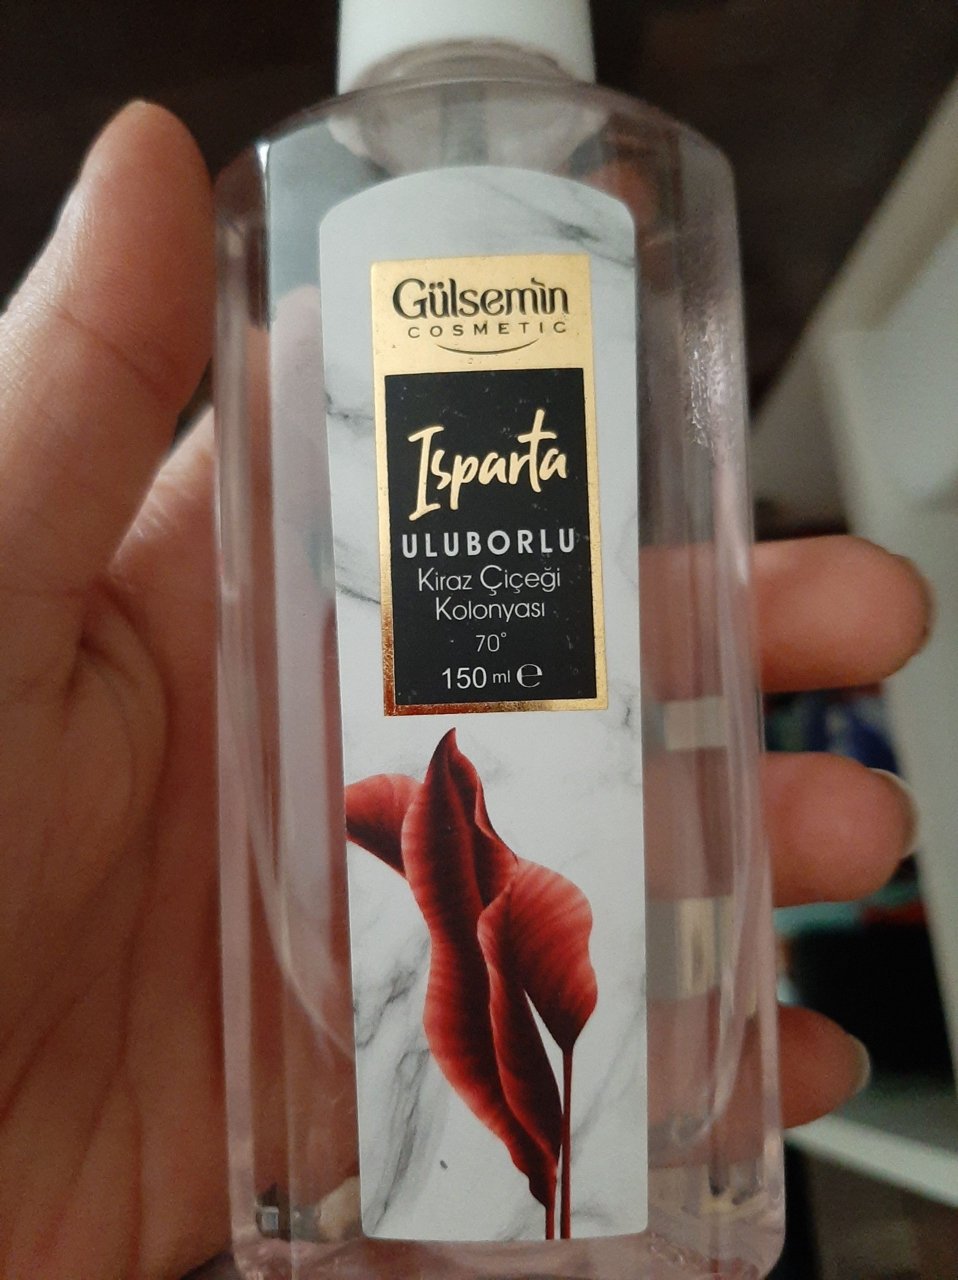 Gülsemin
COSMETIC
Isparta
ULUBORLU
Kiraz Çiçeği
Kolonyası
70°
150 ml ℮